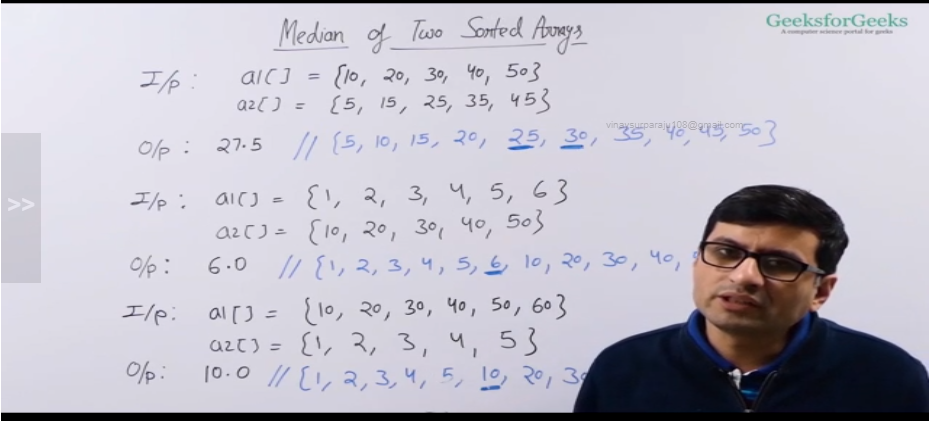 Median of Two Sorted Arrays
GeeksforGeeks
A computer science portal for geeks
I/p: a1[] = {10, 20, 30, 40, 50}
a2[] = {5, 15, 25, 35, 45}
vinaysurparaju108@gmail.com
O/p: 27.5 // {5, 10, 15, 20, 25, 30, 35, 40, 45, 50}
>>
I/p: a1[] = {1, 2, 3, 4, 5, 6}
a2[] = {10, 20, 30, 40, 50}
O/p: 6.0 // {1, 2, 3, 4, 5, 6, 10, 20, 30, 40,
I/p: a1[] = {10, 20, 30, 40, 50, 60}
a2[] = {1, 2, 3, 4, 5}
O/p: 10.0 // {1, 2, 3, 4, 5, 10, 20, 30